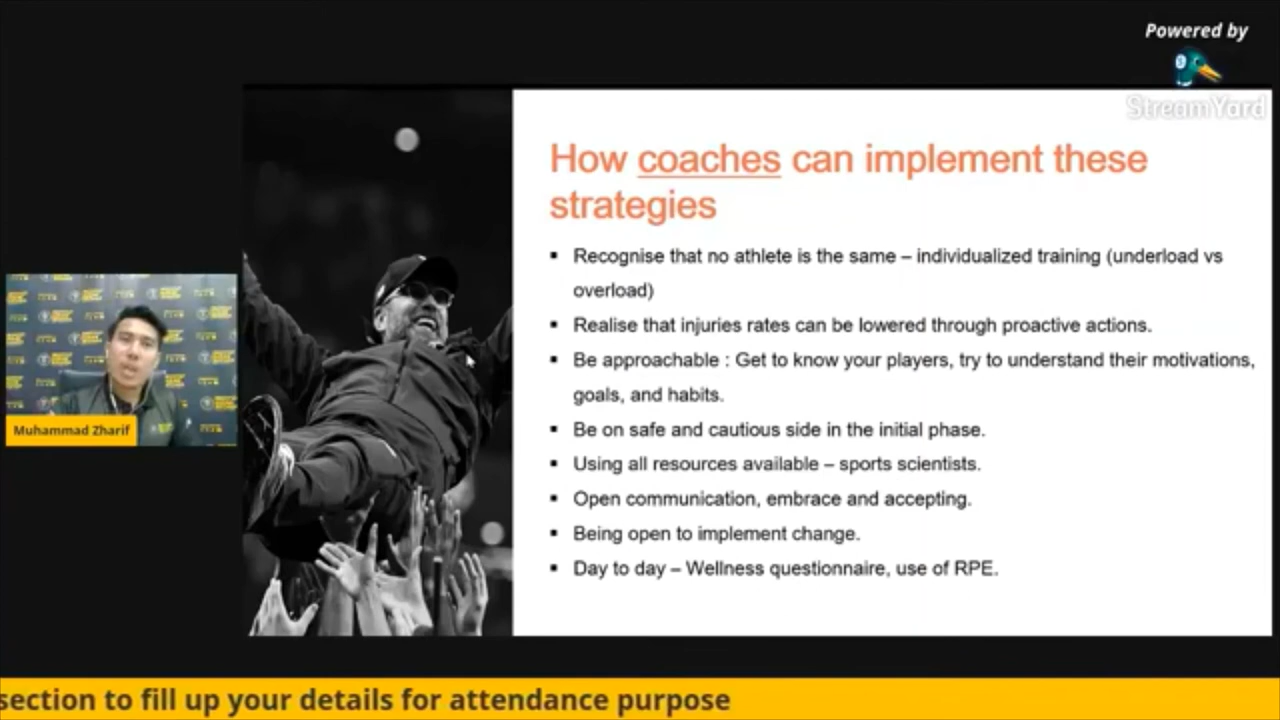 Powered by
StreamYard
How coaches can implement these
strategies
▪ Recognise that no athlete is the same – individualized training (underload vs
overload)
▪ Realise that injuries rates can be lowered through proactive actions.
▪ Be approachable : Get to know your players, try to understand their motivations,
goals, and habits.
▪ Be on safe and cautious side in the initial phase.
▪ Using all resources available – sports scientists.
▪ Open communication, embrace and accepting.
▪ Being open to implement change.
▪ Day to day – Wellness questionnaire, use of RPE.
Muhammad Zharif
section to fill up your details for attendance purpose